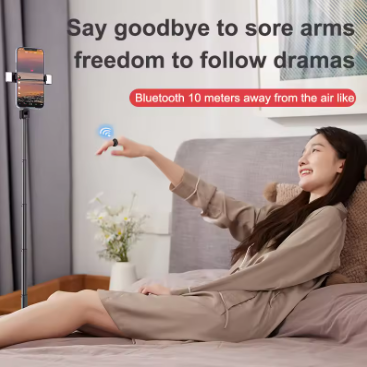 Say goodbye to sore arms
freedom to follow dramas
Bluetooth 10 meters away from the air like